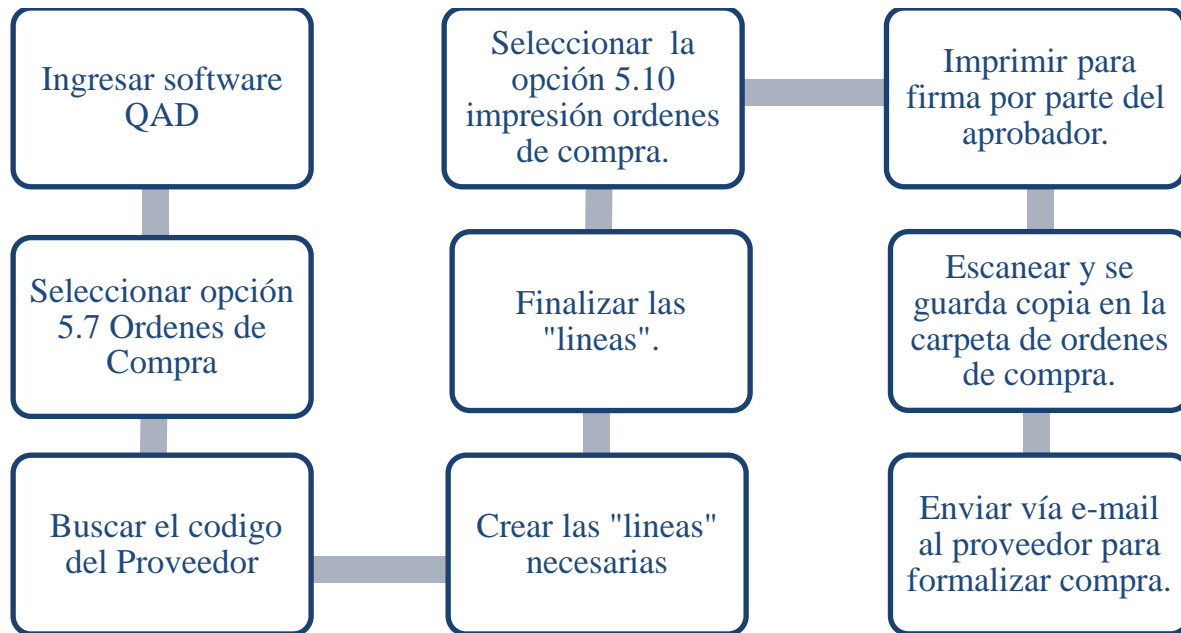 Ingresar software
QAD
Seleccionar opción
5.7 Ordenes de
Compra
Buscar el codigo
del Proveedor
Crear las "lineas"
necesarias
Finalizar las
"lineas".
Seleccionar la
opción 5.10
impresión ordenes
de compra.
Imprimir para
firma por parte del
aprobador.
Escanear y se
guarda copia en la
carpeta de ordenes
de compra.
Enviar vía e-mail
al proveedor para
formalizar compra.